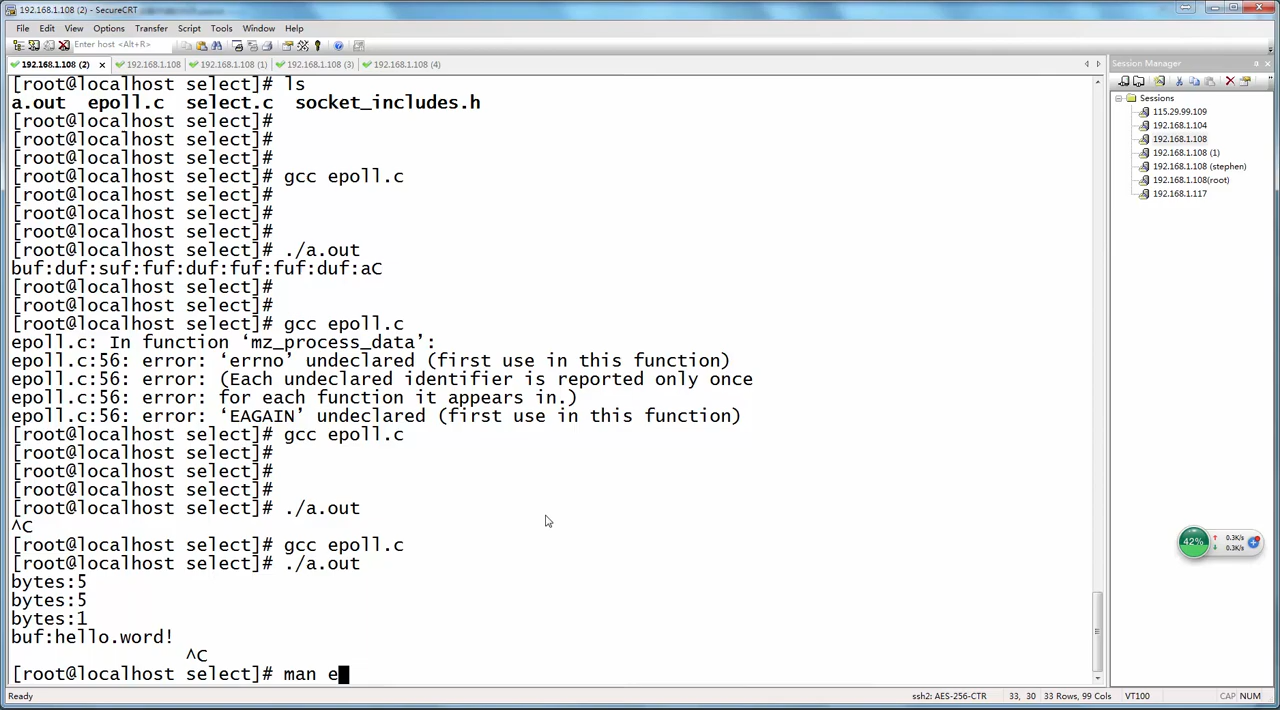 192.168.1.108 (2) - SecureCRT
File Edit View Options Transfer Script Tools Window Help
Enter host <Alt+R>
192.168.1.108 (2) 192.168.1.108 192.168.1.108 (1) 192.168.1.108 (3) 192.168.1.108 (4)
[root@localhost select]# ls
a.out  epoll.c  select.c  socket_includes.h
[root@localhost select]#
[root@localhost select]#
[root@localhost select]#
[root@localhost select]# gcc epoll.c
[root@localhost select]#
[root@localhost select]#
[root@localhost select]#
[root@localhost select]# ./a.out
buf:duf:suf:fuf:duf:fuf:fuf:duf:aC
[root@localhost select]#
[root@localhost select]#
[root@localhost select]# gcc epoll.c
epoll.c: In function ‘mz_process_data’:
epoll.c:56: error: ‘errno’ undeclared (first use in this function)
epoll.c:56: error: (Each undeclared identifier is reported only once
epoll.c:56: error: for each function it appears in.)
epoll.c:56: error: ‘EAGAIN’ undeclared (first use in this function)
[root@localhost select]# gcc epoll.c
[root@localhost select]#
[root@localhost select]#
[root@localhost select]#
[root@localhost select]# ./a.out
^C
[root@localhost select]# gcc epoll.c
[root@localhost select]# ./a.out
bytes:5
bytes:5
bytes:1
buf:hello.word!
^C
[root@localhost select]# man e
Session Manager
Sessions
115.29.99.109
192.168.1.104
192.168.1.108
192.168.1.108 (1)
192.168.1.108 (stephen)
192.168.1.108(root)
192.168.1.117
42%
0.3K/s
0.3K/s
Ready
ssh2: AES-256-CTR 33, 30 33 Rows, 99 Cols VT100 CAP NUM